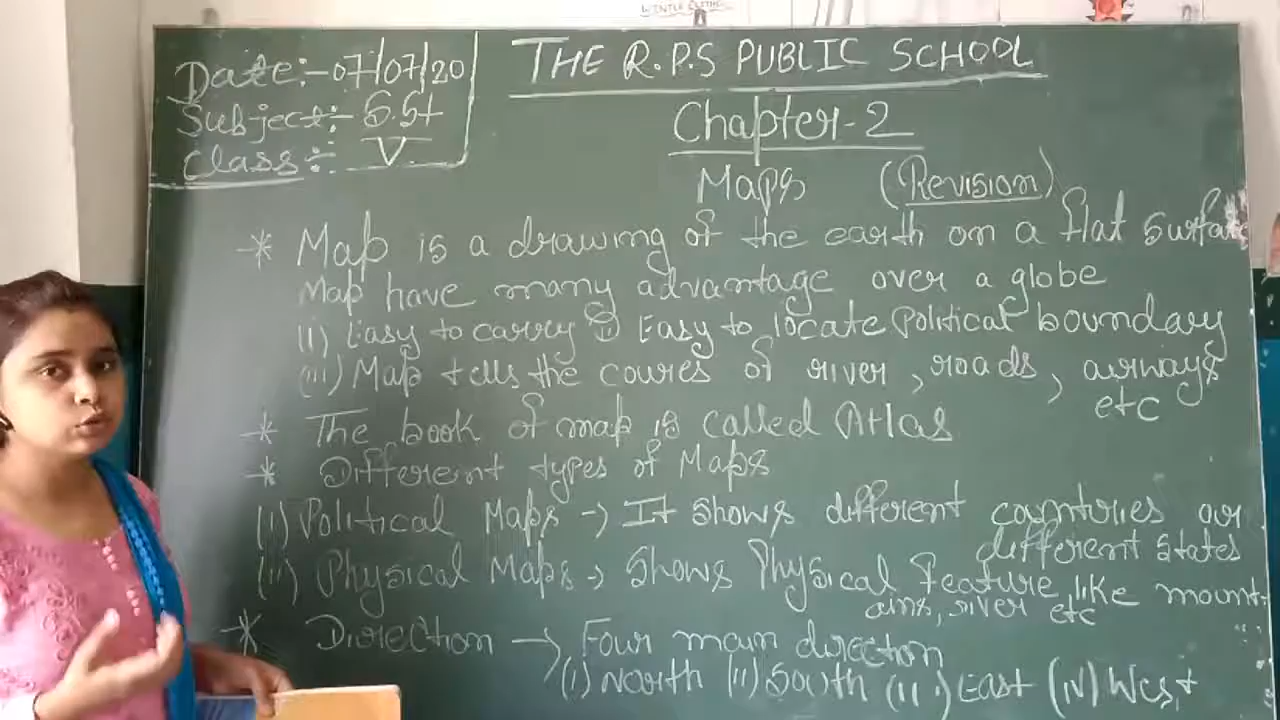 WINTER CLOTHS
Date:-07/07/20
Subject:- S.St
Class:- V
THE R.P.S PUBLIC SCHOOL
Chapter-2
Maps (Revision)
* Map is a drawing of the earth on a flat surface
Map have many advantage over a globe
(i) Easy to carry (ii) Easy to locate Political boundary
(iii) Map tells the coures of river, roads, airways
etc
* The book of map is called Atlas
* Different types of Maps
(i) Political Maps → It shows different countries or
different states
(ii) Physical Maps → Shows Physical Feature like mount-
ains, river etc
* Direction → Four main direction
(i) North (ii) South (iii) East (iv) West